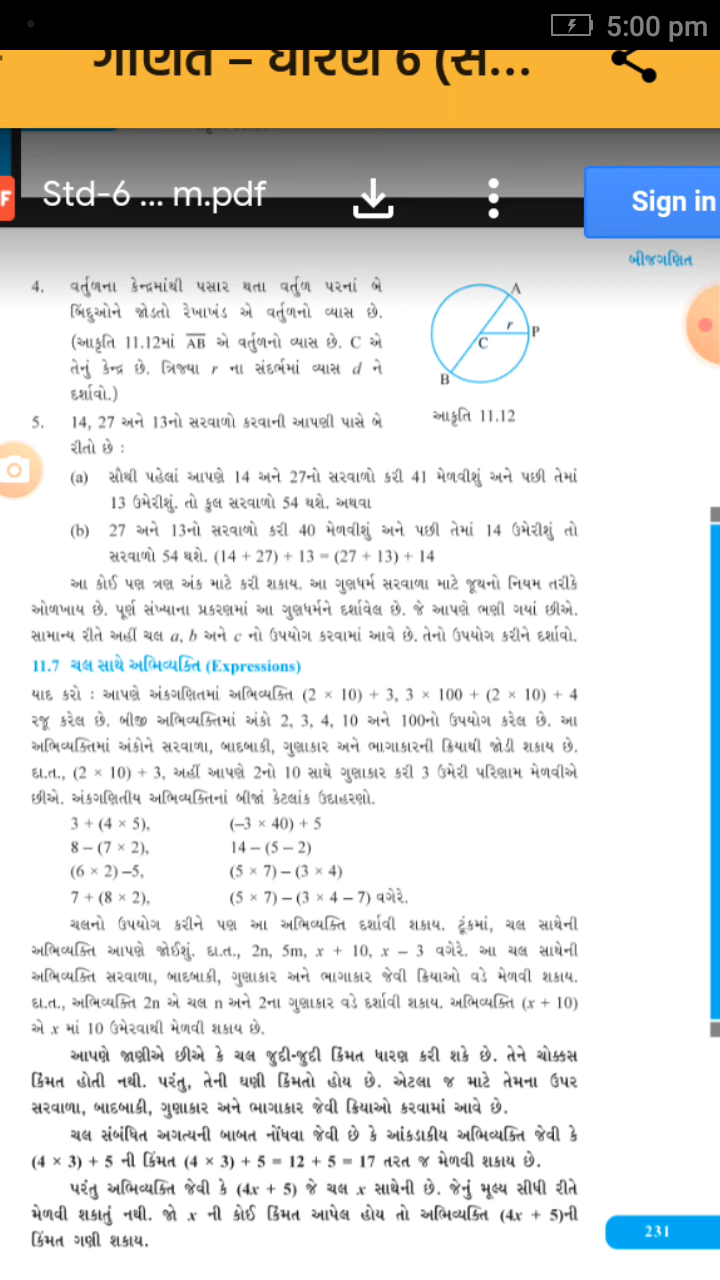 5:00 pm
ગણિત – ધોરણ 6 (સ...
Std-6 ... m.pdf
Sign in
બીજગણિત
4. વર્તુળના કેન્દ્રમાંથી પસાર થતા વર્તુળ પરનાં બે
બિંદુઓને જોડતો રેખાખંડ એ વર્તુળનો વ્યાસ છે.
(આકૃતિ 11.12માં A̅B̅ એ વર્તુળનો વ્યાસ છે. C એ
તેનું કેન્દ્ર છે. ત્રિજ્યા r ના સંદર્ભમાં વ્યાસ d ને
દર્શાવો.)
A
r
P
C
B
આકૃતિ 11.12
5. 14, 27 અને 13નો સરવાળો કરવાની આપણી પાસે બે
રીતો છે :
(a) સૌથી પહેલાં આપણે 14 અને 27નો સરવાળો કરી 41 મેળવીશું અને પછી તેમાં
13 ઉમેરીશું. તો કુલ સરવાળો 54 થશે. અથવા
(b) 27 અને 13નો સરવાળો કરી 40 મેળવીશું અને પછી તેમાં 14 ઉમેરીશું તો
સરવાળો 54 થશે. (14 + 27) + 13 = (27 + 13) + 14
આ કોઈ પણ ત્રણ અંક માટે કરી શકાય. આ ગુણધર્મ સરવાળા માટે જૂથનો નિયમ તરીકે
ઓળખાય છે. પૂર્ણ સંખ્યાના પ્રકરણમાં આ ગુણધર્મને દર્શાવેલ છે. જે આપણે ભણી ગયાં છીએ.
સામાન્ય રીતે અહીં ચલ a, b અને c નો ઉપયોગ કરવામાં આવે છે. તેનો ઉપયોગ કરીને દર્શાવો.
11.7 ચલ સાથે અભિવ્યક્તિ (Expressions)
યાદ કરો : આપણે અંકગણિતમાં અભિવ્યક્તિ (2 × 10) + 3, 3 × 100 + (2 × 10) + 4
રજૂ કરેલ છે. બીજી અભિવ્યક્તિમાં અંકો 2, 3, 4, 10 અને 100નો ઉપયોગ કરેલ છે. આ
અભિવ્યક્તિમાં અંકોને સરવાળા, બાદબાકી, ગુણાકાર અને ભાગાકારની ક્રિયાથી જોડી શકાય છે.
દા.ત., (2 × 10) + 3, અહીં આપણે 2નો 10 સાથે ગુણાકાર કરી 3 ઉમેરી પરિણામ મેળવીએ
છીએ. અંકગણિતીય અભિવ્યક્તિનાં બીજાં કેટલાંક ઉદાહરણો.
3 + (4 × 5), (–3 × 40) + 5
8 – (7 × 2), 14 – (5 – 2)
(6 × 2) –5, (5 × 7) – (3 × 4)
7 + (8 × 2), (5 × 7) – (3 × 4 – 7) વગેરે.
ચલનો ઉપયોગ કરીને પણ આ અભિવ્યક્તિ દર્શાવી શકાય. ટૂંકમાં, ચલ સાથેની
અભિવ્યક્તિ આપણે જોઈશું. દા.ત., 2n, 5m, x + 10, x – 3 વગેરે. આ ચલ સાથેની
અભિવ્યક્તિ સરવાળા, બાદબાકી, ગુણાકાર અને ભાગાકાર જેવી ક્રિયાઓ વડે મેળવી શકાય.
દા.ત., અભિવ્યક્તિ 2n એ ચલ n અને 2ના ગુણાકાર વડે દર્શાવી શકાય. અભિવ્યક્તિ (x + 10)
એ x માં 10 ઉમેરવાથી મેળવી શકાય છે.
આપણે જાણીએ છીએ કે ચલ જુદી-જુદી કિંમત ધારણ કરી શકે છે. તેને ચોક્કસ
કિંમત હોતી નથી. પરંતુ, તેની ઘણી કિંમતો હોય છે. એટલા જ માટે તેમના ઉપર
સરવાળા, બાદબાકી, ગુણાકાર અને ભાગાકાર જેવી ક્રિયાઓ કરવામાં આવે છે.
ચલ સંબંધિત અગત્યની બાબત નોંધવા જેવી છે કે આંકડાકીય અભિવ્યક્તિ જેવી કે
(4 × 3) + 5 ની કિંમત (4 × 3) + 5 = 12 + 5 = 17 તરત જ મેળવી શકાય છે.
પરંતુ અભિવ્યક્તિ જેવી કે (4x + 5) જે ચલ x સાથેની છે. જેનું મૂલ્ય સીધી રીતે
મેળવી શકાતું નથી. જો x ની કોઈ કિંમત આપેલ હોય તો અભિવ્યક્તિ (4x + 5)ની
કિંમત ગણી શકાય.
231